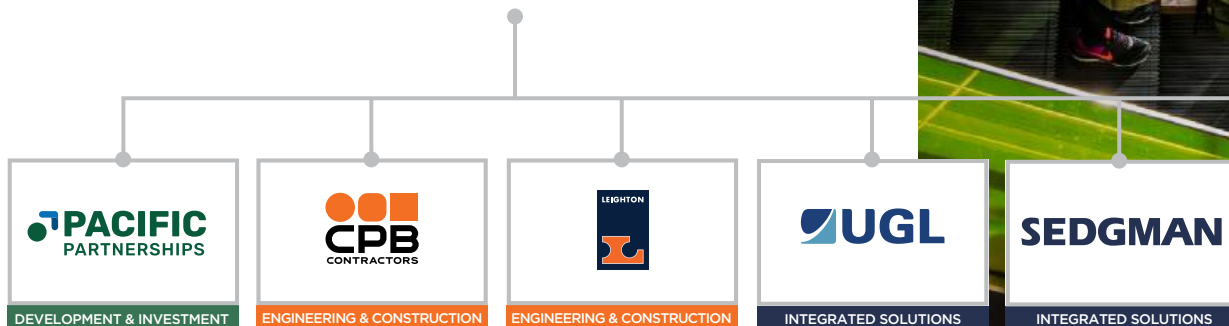 PACIFIC
PARTNERSHIPS
DEVELOPMENT & INVESTMENT
CPB
CONTRACTORS
ENGINEERING & CONSTRUCTION
LEIGHTON
L
ENGINEERING & CONSTRUCTION
UGL
INTEGRATED SOLUTIONS
SEDGMAN
INTEGRATED SOLUTIONS